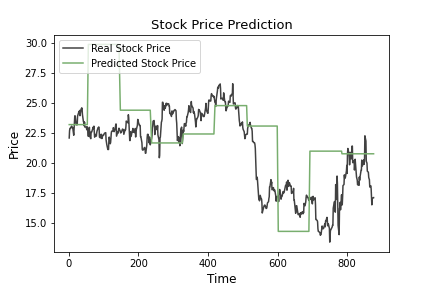 Stock Price Prediction
Real Stock Price
Predicted Stock Price
30.0
27.5
25.0
22.5
20.0
17.5
15.0
Price
0 200 400 600 800
Time